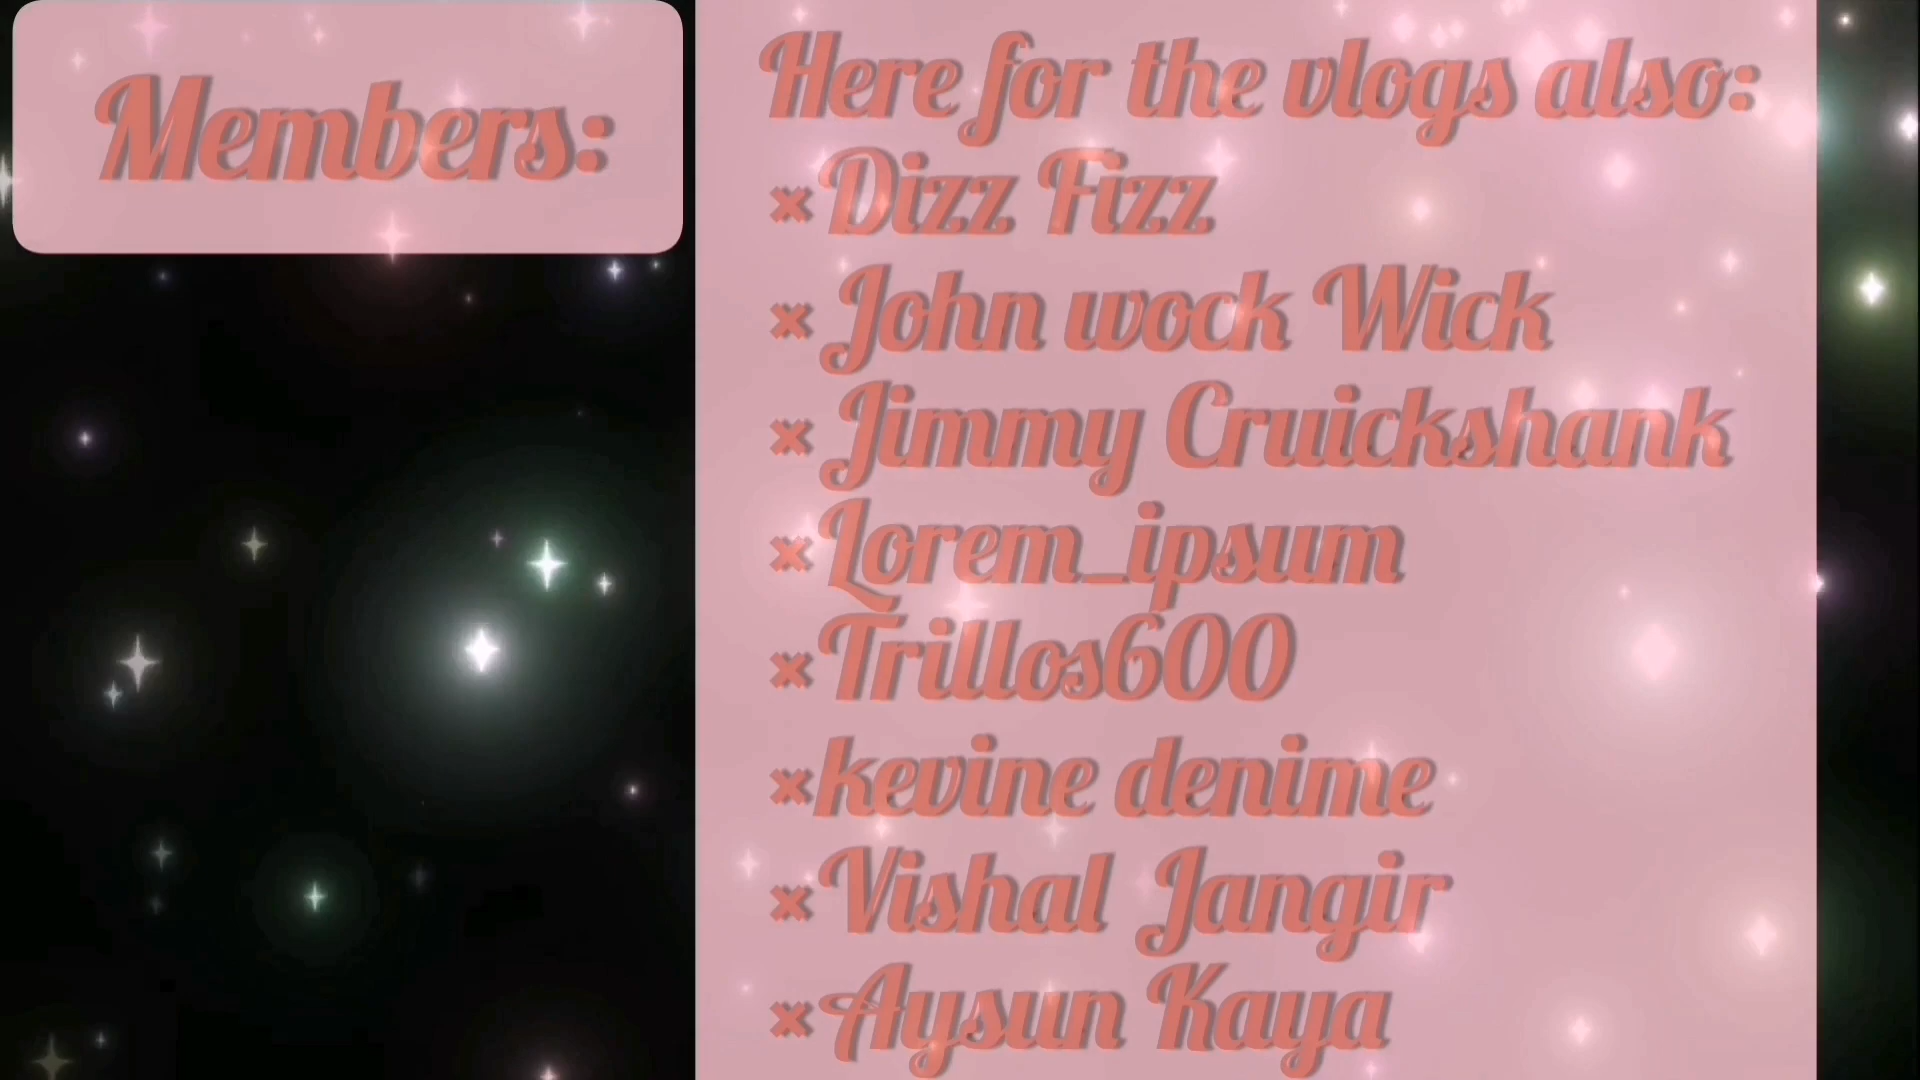 Members:
Here for the vlogs also:
×Dizz Fizz
×John wock Wick
×Jimmy Cruickshank
×Lorem_ipsum
×Trillos600
×kevine denime
×Vishal Jangir
×Aysun Kaya